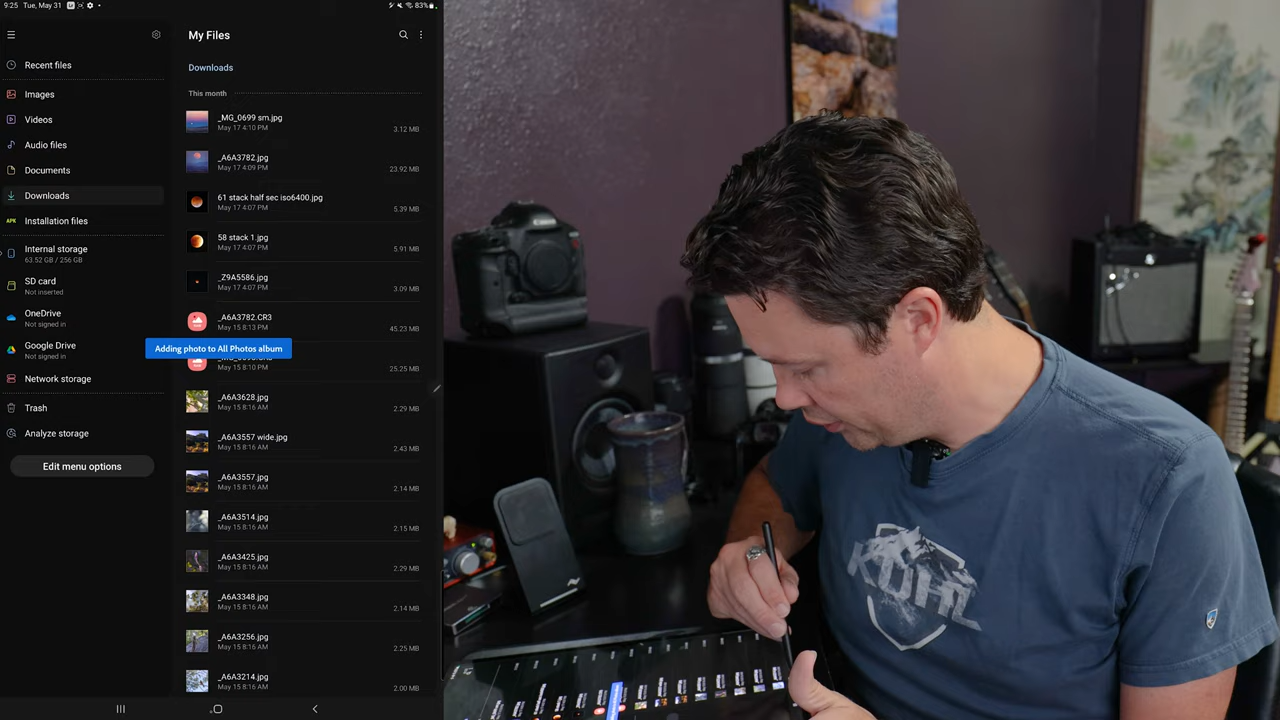 9:25 Tue, May 31
83%
My Files
Recent files
Images
Videos
Audio files
Documents
Downloads
APK Installation files
Internal storage
63.52 GB / 256 GB
SD card
Not inserted
OneDrive
Not signed in
Google Drive
Not signed in
Network storage
Trash
Analyze storage
Edit menu options
Downloads
This month
_MG_0699 sm.jpg
May 17 4:10 PM
3.12 MB
_A6A3782.jpg
May 17 4:09 PM
23.92 MB
61 stack half sec iso6400.jpg
May 17 4:07 PM
5.39 MB
58 stack 1.jpg
May 17 4:07 PM
5.91 MB
_Z9A5586.jpg
May 17 4:07 PM
3.09 MB
_A6A3782.CR3
May 15 8:13 PM
45.23 MB
Adding photo to All Photos album
May 15 8:10 PM
25.25 MB
_A6A3628.jpg
May 15 8:16 AM
2.29 MB
_A6A3557 wide.jpg
May 15 8:16 AM
2.43 MB
_A6A3557.jpg
May 15 8:16 AM
2.14 MB
_A6A3514.jpg
May 15 8:16 AM
2.15 MB
_A6A3425.jpg
May 15 8:16 AM
2.29 MB
_A6A3348.jpg
May 15 8:16 AM
2.14 MB
_A6A3256.jpg
May 15 8:16 AM
2.25 MB
_A6A3214.jpg
May 15 8:16 AM
2.00 MB
KÜHL